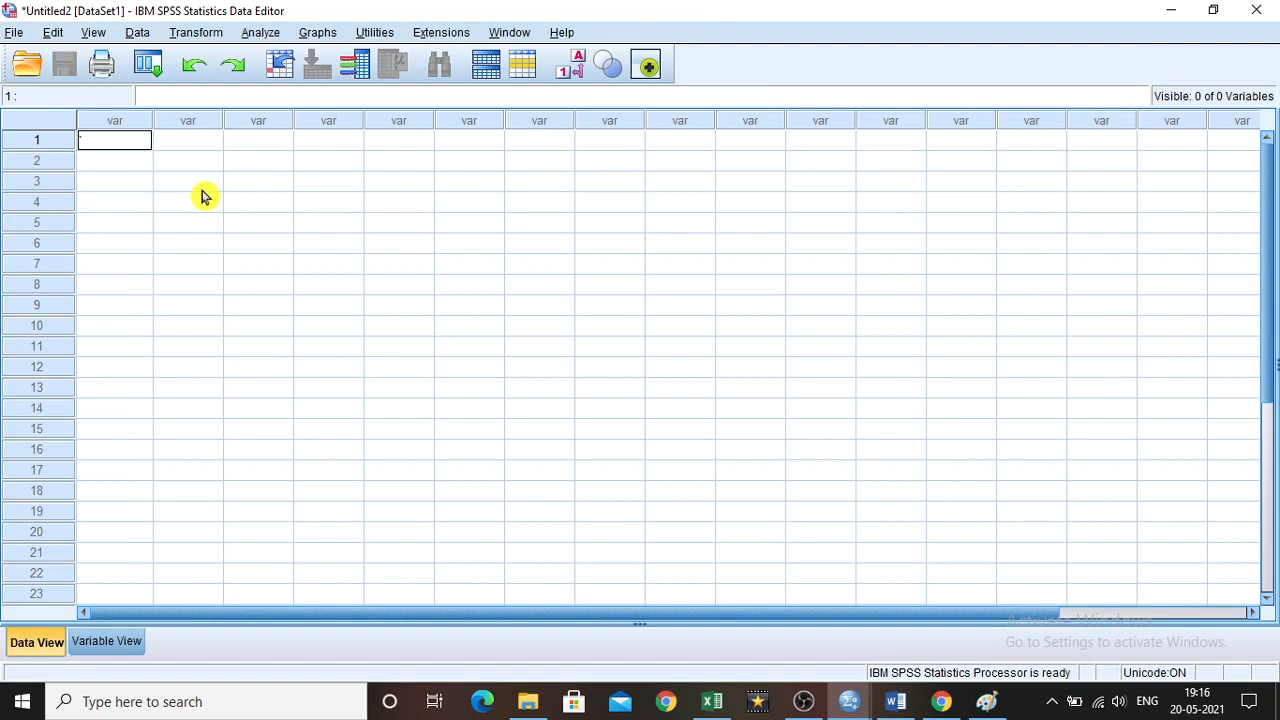 *Untitled2 [DataSet1] - IBM SPSS Statistics Data Editor
File Edit View Data Transform Analyze Graphs Utilities Extensions Window Help
1 : Visible: 0 of 0 Variables
var var var var var var var var var var var var var var var var var
1
2
3
4
5
6
7
8
9
10
11
12
13
14
15
16
17
18
19
20
21
22
23
Activate Windows
Go to Settings to activate Windows.
Data View Variable View
IBM SPSS Statistics Processor is ready Unicode:ON
Type here to search
ENG 19:16
20-05-2021